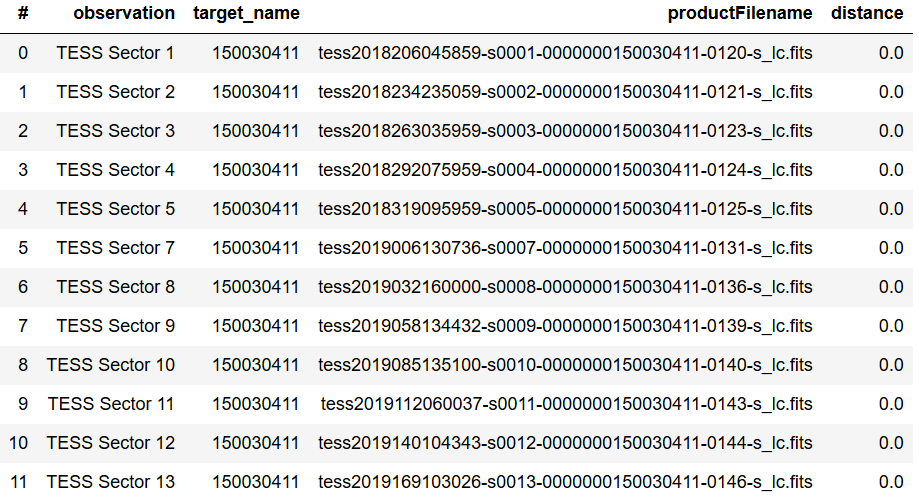 # observation target_name productFilename distance
0 TESS Sector 1 150030411 tess2018206045859-s0001-0000000150030411-0120-s_lc.fits 0.0
1 TESS Sector 2 150030411 tess2018234235059-s0002-0000000150030411-0121-s_lc.fits 0.0
2 TESS Sector 3 150030411 tess2018263035959-s0003-0000000150030411-0123-s_lc.fits 0.0
3 TESS Sector 4 150030411 tess2018292075959-s0004-0000000150030411-0124-s_lc.fits 0.0
4 TESS Sector 5 150030411 tess2018319095959-s0005-0000000150030411-0125-s_lc.fits 0.0
5 TESS Sector 7 150030411 tess2019006130736-s0007-0000000150030411-0131-s_lc.fits 0.0
6 TESS Sector 8 150030411 tess2019032160000-s0008-0000000150030411-0136-s_lc.fits 0.0
7 TESS Sector 9 150030411 tess2019058134432-s0009-0000000150030411-0139-s_lc.fits 0.0
8 TESS Sector 10 150030411 tess2019085135100-s0010-0000000150030411-0140-s_lc.fits 0.0
9 TESS Sector 11 150030411 tess2019112060037-s0011-0000000150030411-0143-s_lc.fits 0.0
10 TESS Sector 12 150030411 tess2019140104343-s0012-0000000150030411-0144-s_lc.fits 0.0
11 TESS Sector 13 150030411 tess2019169103026-s0013-0000000150030411-0146-s_lc.fits 0.0